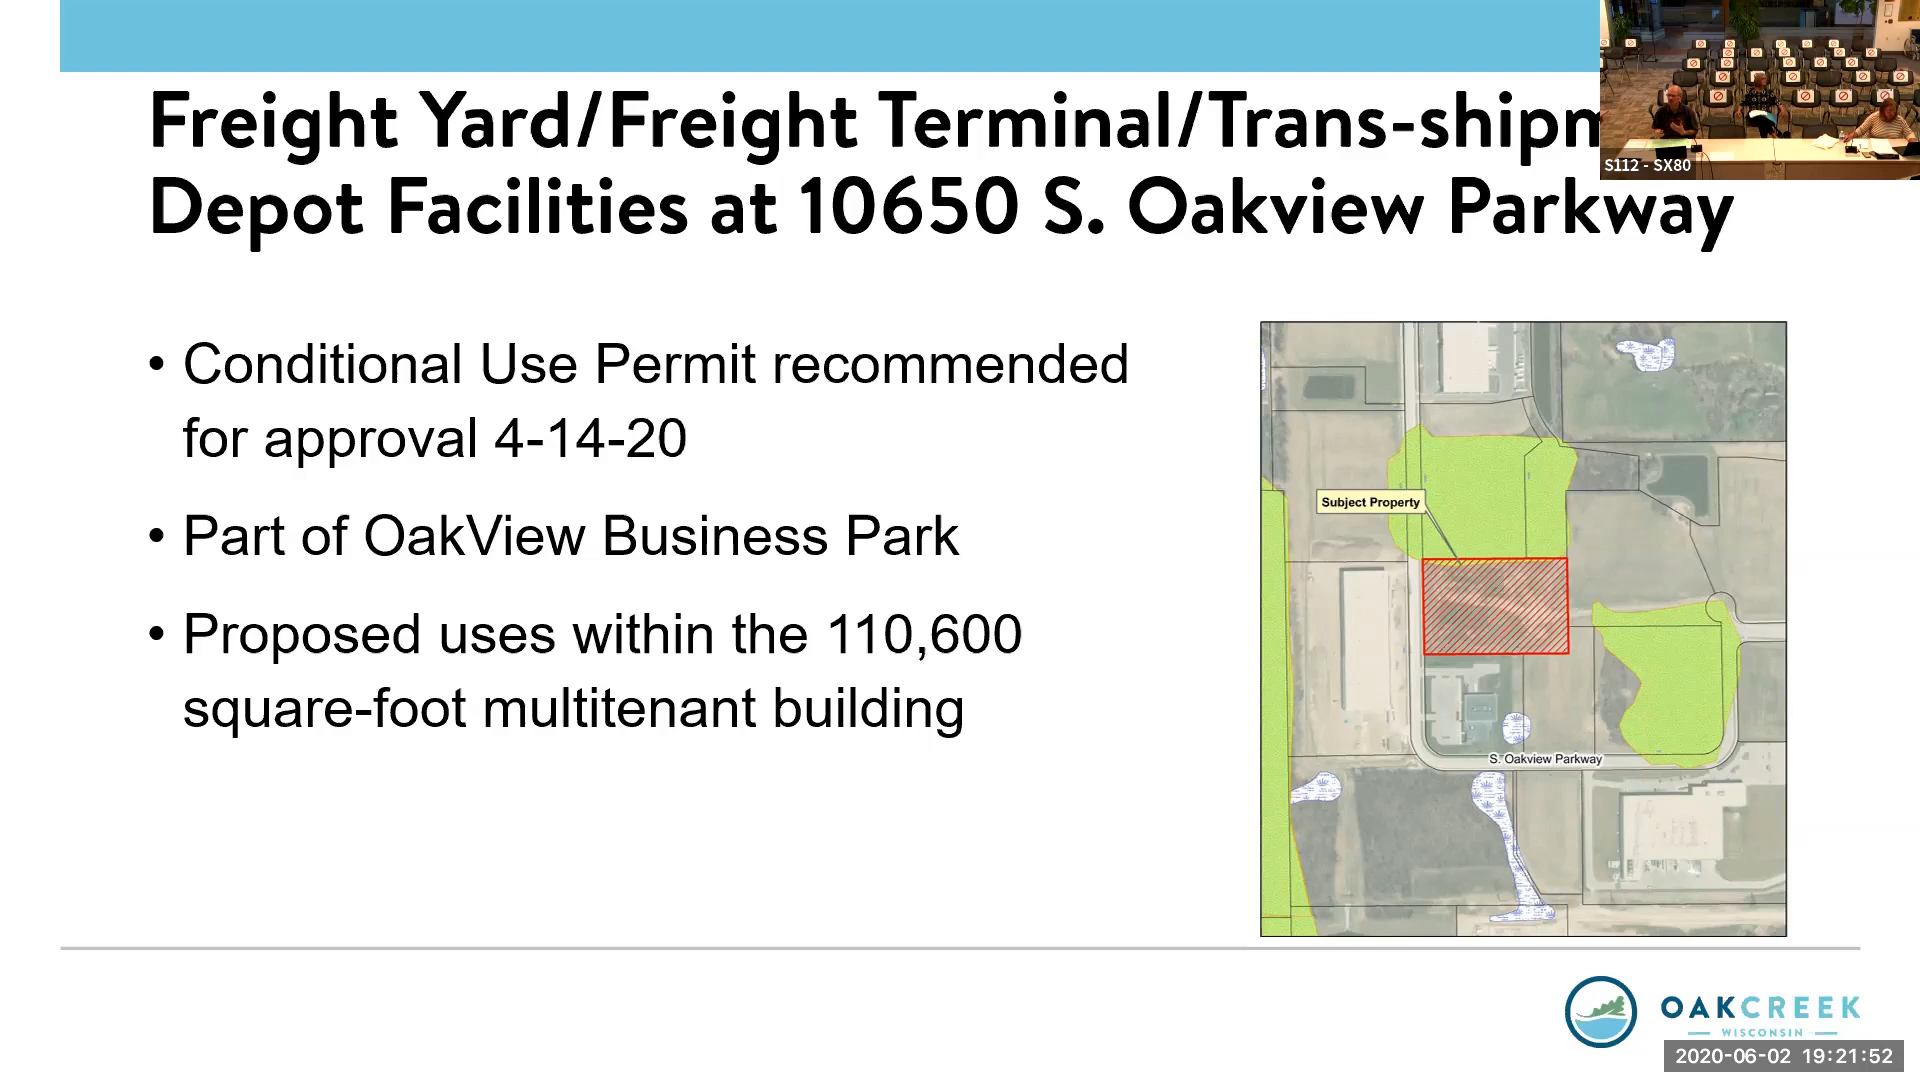 Freight Yard/Freight Terminal/Trans-shipm
Depot Facilities at 10650 S. Oakview Parkway
S112 - SX80
• Conditional Use Permit recommended
for approval 4-14-20
• Part of OakView Business Park
• Proposed uses within the 110,600
square-foot multitenant building
Subject Property
S. Oakview Parkway
OAKCREEK
WISCONSIN
2020-06-02 19:21:52